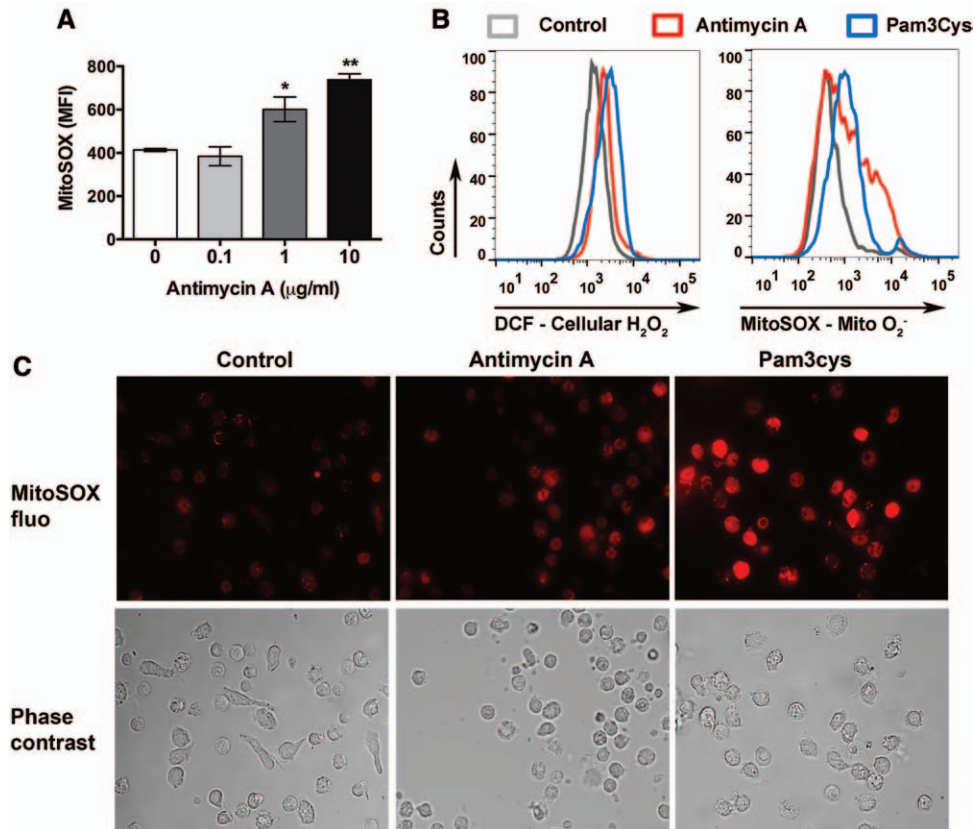 A
MitoSOX (MFI)
800
600
400
200
0
*
**
0 0.1 1 10
Antimycin A (μg/ml)
B
Control Antimycin A Pam3Cys
Counts
100
80
60
40
20
0
10¹ 10² 10³ 10⁴ 10⁵
DCF - Cellular H₂O₂
100
80
60
40
20
0
10¹ 10² 10³ 10⁴ 10⁵
MitoSOX - Mito O₂⁻
C
Control Antimycin A Pam3cys
MitoSOX
fluo
Phase
contrast